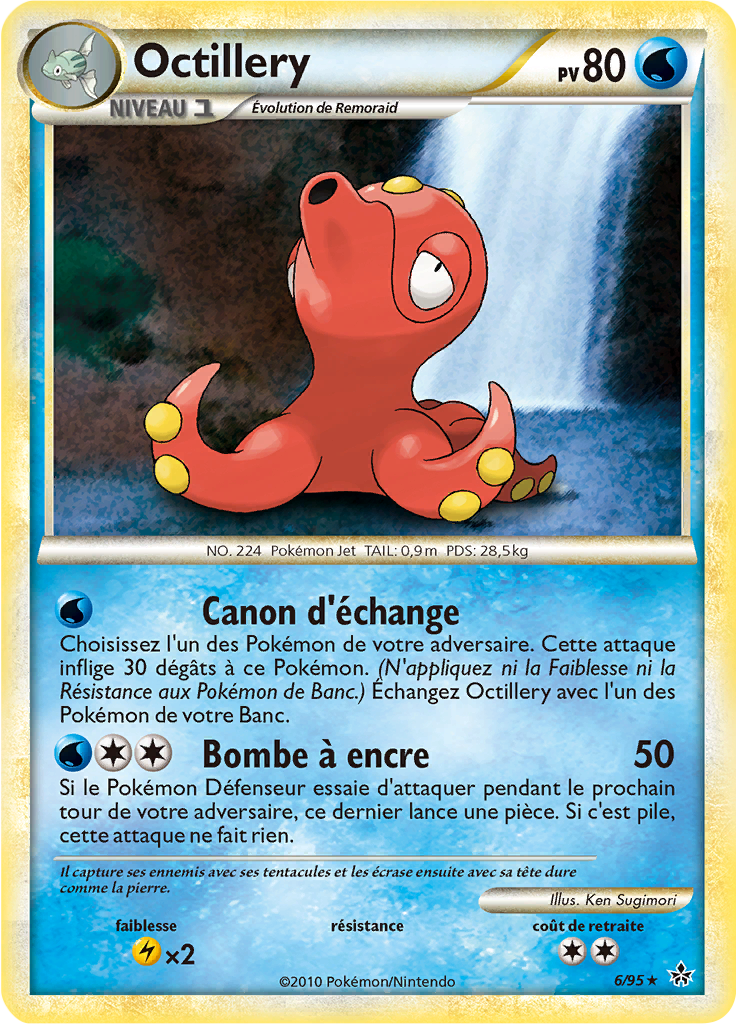 Octillery
PV 80
NIVEAU 1
Évolution de Remoraid
NO. 224 Pokémon Jet TAIL: 0,9 m PDS: 28,5 kg
Canon d'échange
Choisissez l'un des Pokémon de votre adversaire. Cette attaque
inflige 30 dégâts à ce Pokémon. (N'appliquez ni la Faiblesse ni la
Résistance aux Pokémon de Banc.) Échangez Octillery avec l'un des
Pokémon de votre Banc.
Bombe à encre 50
Si le Pokémon Défenseur essaie d'attaquer pendant le prochain
tour de votre adversaire, ce dernier lance une pièce. Si c'est pile,
cette attaque ne fait rien.
Il capture ses ennemis avec ses tentacules et les écrase ensuite avec sa tête dure
comme la pierre.
Illus. Ken Sugimori
faiblesse résistance coût de retraite
×2
©2010 Pokémon/Nintendo 6/95 ★